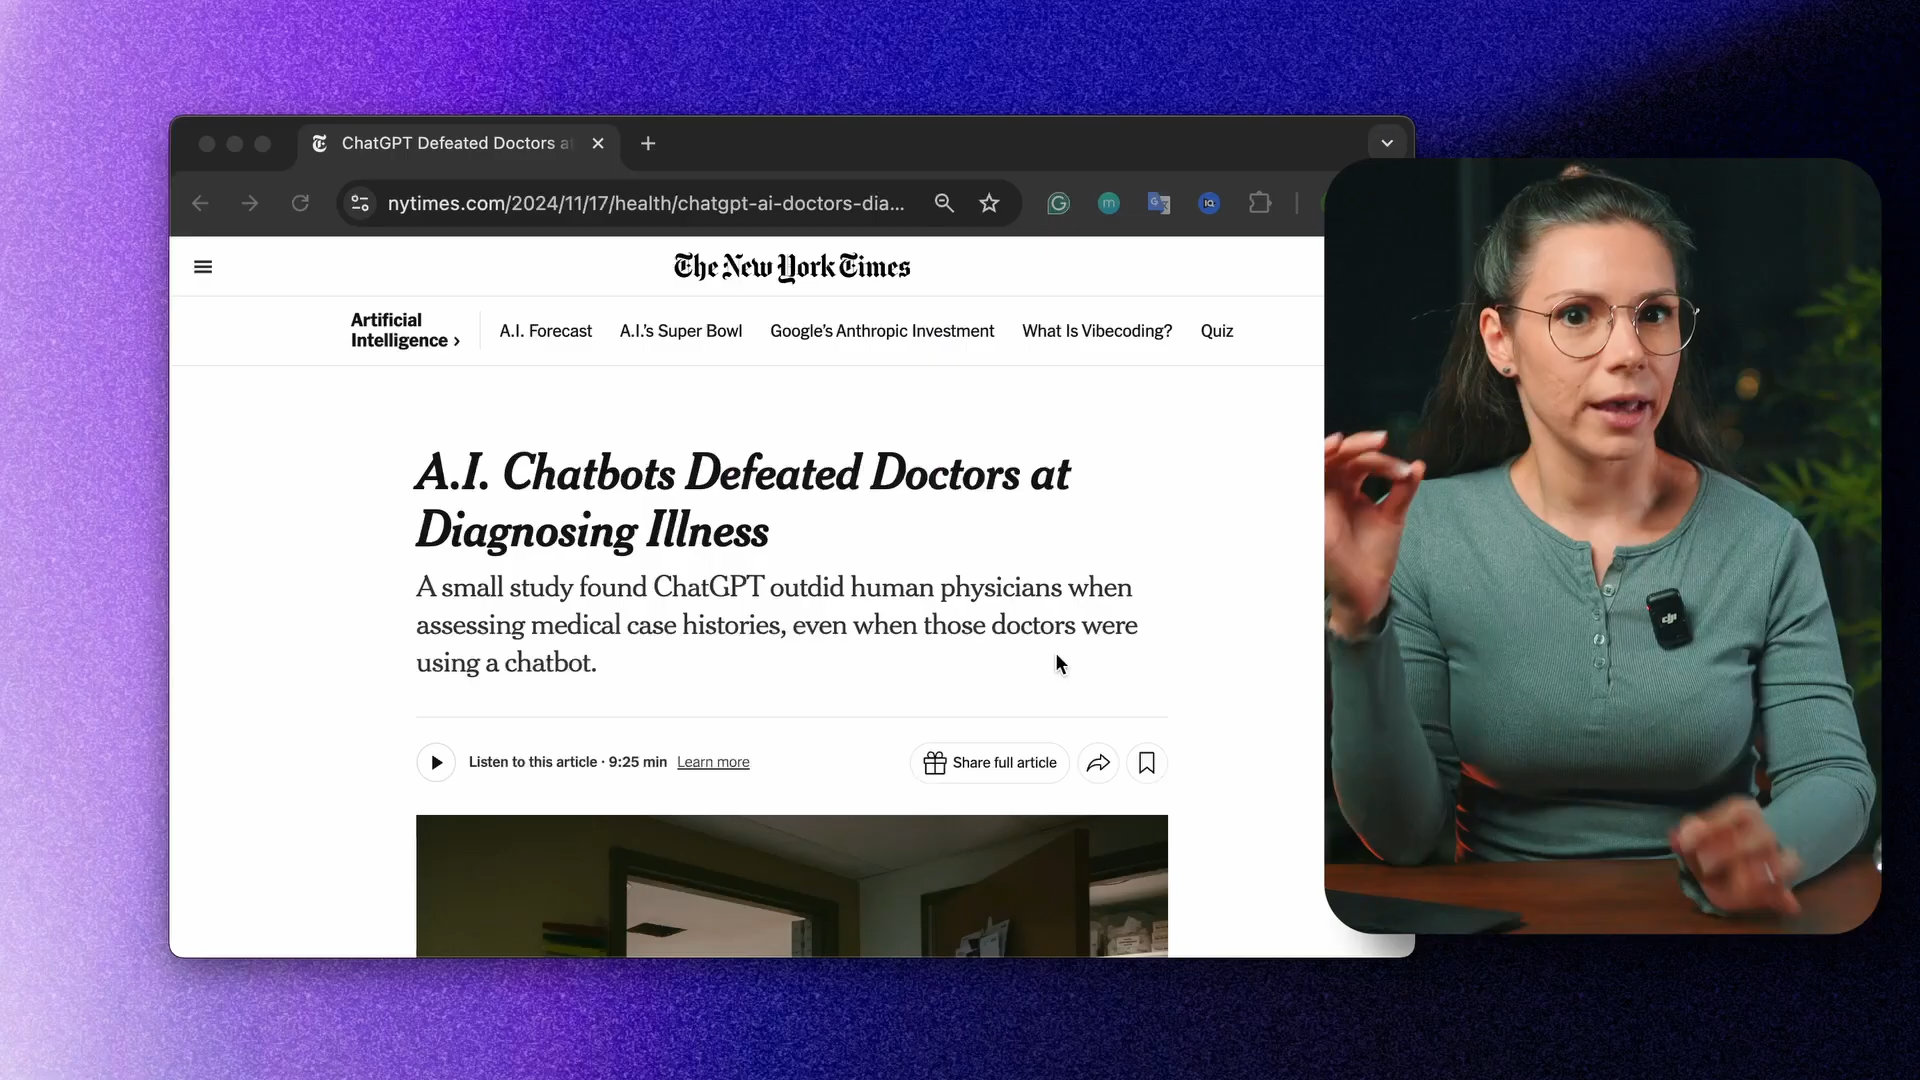 ChatGPT Defeated Doctors a
nytimes.com/2024/11/17/health/chatgpt-ai-doctors-dia...
The New York Times
Artificial
Intelligence ›
A.I. Forecast
A.I.'s Super Bowl
Google's Anthropic Investment
What Is Vibecoding?
Quiz
A.I. Chatbots Defeated Doctors at
Diagnosing Illness
A small study found ChatGPT outdid human physicians when
assessing medical case histories, even when those doctors were
using a chatbot.
Listen to this article · 9:25 min Learn more
Share full article
dji